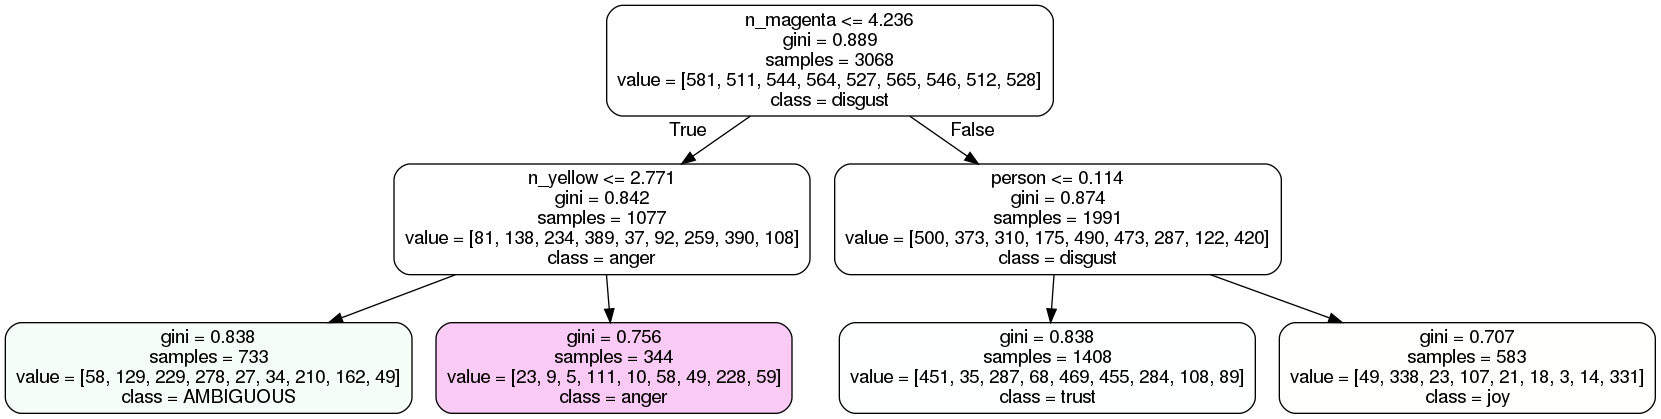 n_magenta <= 4.236
gini = 0.889
samples = 3068
value = [581, 511, 544, 564, 527, 565, 546, 512, 528]
class = disgust
True
False
n_yellow <= 2.771
gini = 0.842
samples = 1077
value = [81, 138, 234, 389, 37, 92, 259, 390, 108]
class = anger
person <= 0.114
gini = 0.874
samples = 1991
value = [500, 373, 310, 175, 490, 473, 287, 122, 420]
class = disgust
gini = 0.838
samples = 733
value = [58, 129, 229, 278, 27, 34, 210, 162, 49]
class = AMBIGUOUS
gini = 0.756
samples = 344
value = [23, 9, 5, 111, 10, 58, 49, 228, 59]
class = anger
gini = 0.838
samples = 1408
value = [451, 35, 287, 68, 469, 455, 284, 108, 89]
class = trust
gini = 0.707
samples = 583
value = [49, 338, 23, 107, 21, 18, 3, 14, 331]
class = joy